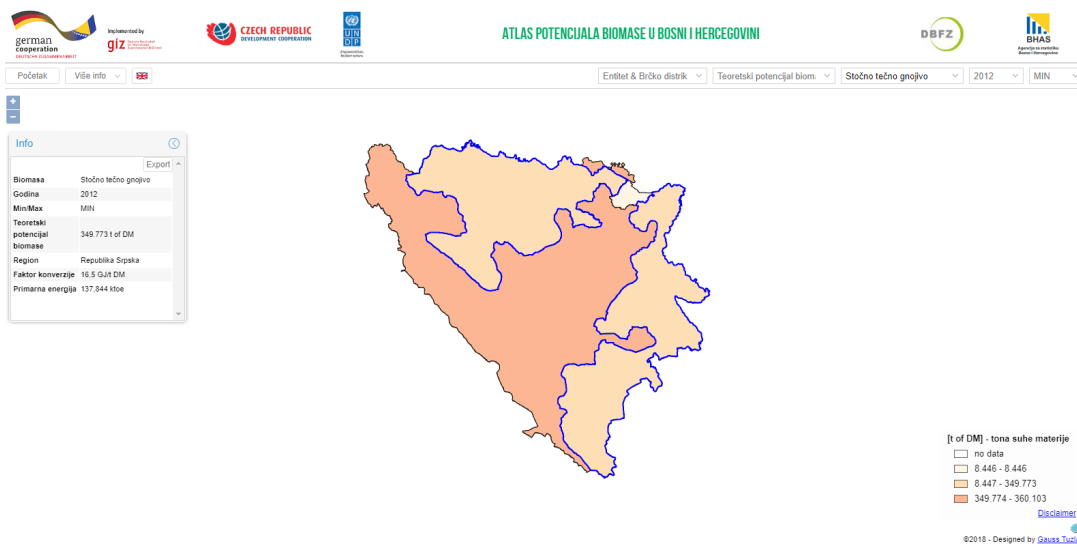 german
cooperation
DEUTSCHE ZUSAMMENARBEIT
Implemented by
giz
CZECH REPUBLIC
DEVELOPMENT COOPERATION
U N
D P
ATLAS POTENCIJALA BIOMASE U BOSNI I HERCEGOVINI
DBFZ
BHAS
Agencija za statistiku
Bosne i Hercegovine
Početak
Više info
Entitet & Brčko distrik
Teoretski potencijal biom
Stočno tečno gnojivo
2012
MIN
+
−
Info
Export
Biomasa Stočno tečno gnojivo
Godina 2012
Min/Max MIN
Teoretski
potencijal 349.773 t of DM
biomase
Region Republika Srpska
Faktor konverzije 16,5 GJ/t DM
Primarna energija 137,844 ktoe
[t of DM] - tona suhe materije
no data
8.446 - 8.446
8.447 - 349.773
349.774 - 360.103
Disclaimer
©2018 - Designed by Gauss Tuzla